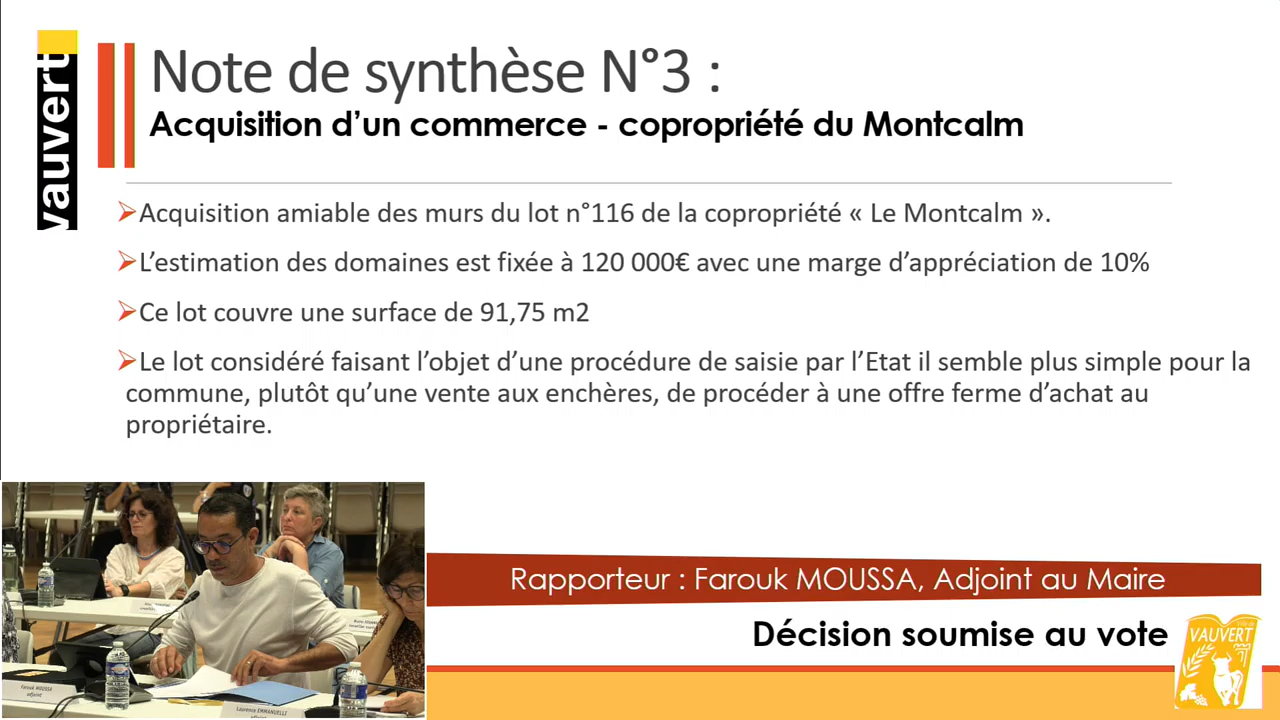 vauvert
Note de synthèse N°3 :
Acquisition d’un commerce - copropriété du Montcalm
Acquisition amiable des murs du lot n°116 de la copropriété « Le Montcalm ».
L’estimation des domaines est fixée à 120 000€ avec une marge d’appréciation de 10%
Ce lot couvre une surface de 91,75 m2
Le lot considéré faisant l’objet d’une procédure de saisie par l’Etat il semble plus simple pour la
commune, plutôt qu’une vente aux enchères, de procéder à une offre ferme d’achat au
propriétaire.
Farouk MOUSSA
adjoint
Laurence EMMANUELLI
Rapporteur : Farouk MOUSSA, Adjoint au Maire
Décision soumise au vote
Ville de
VAUVERT